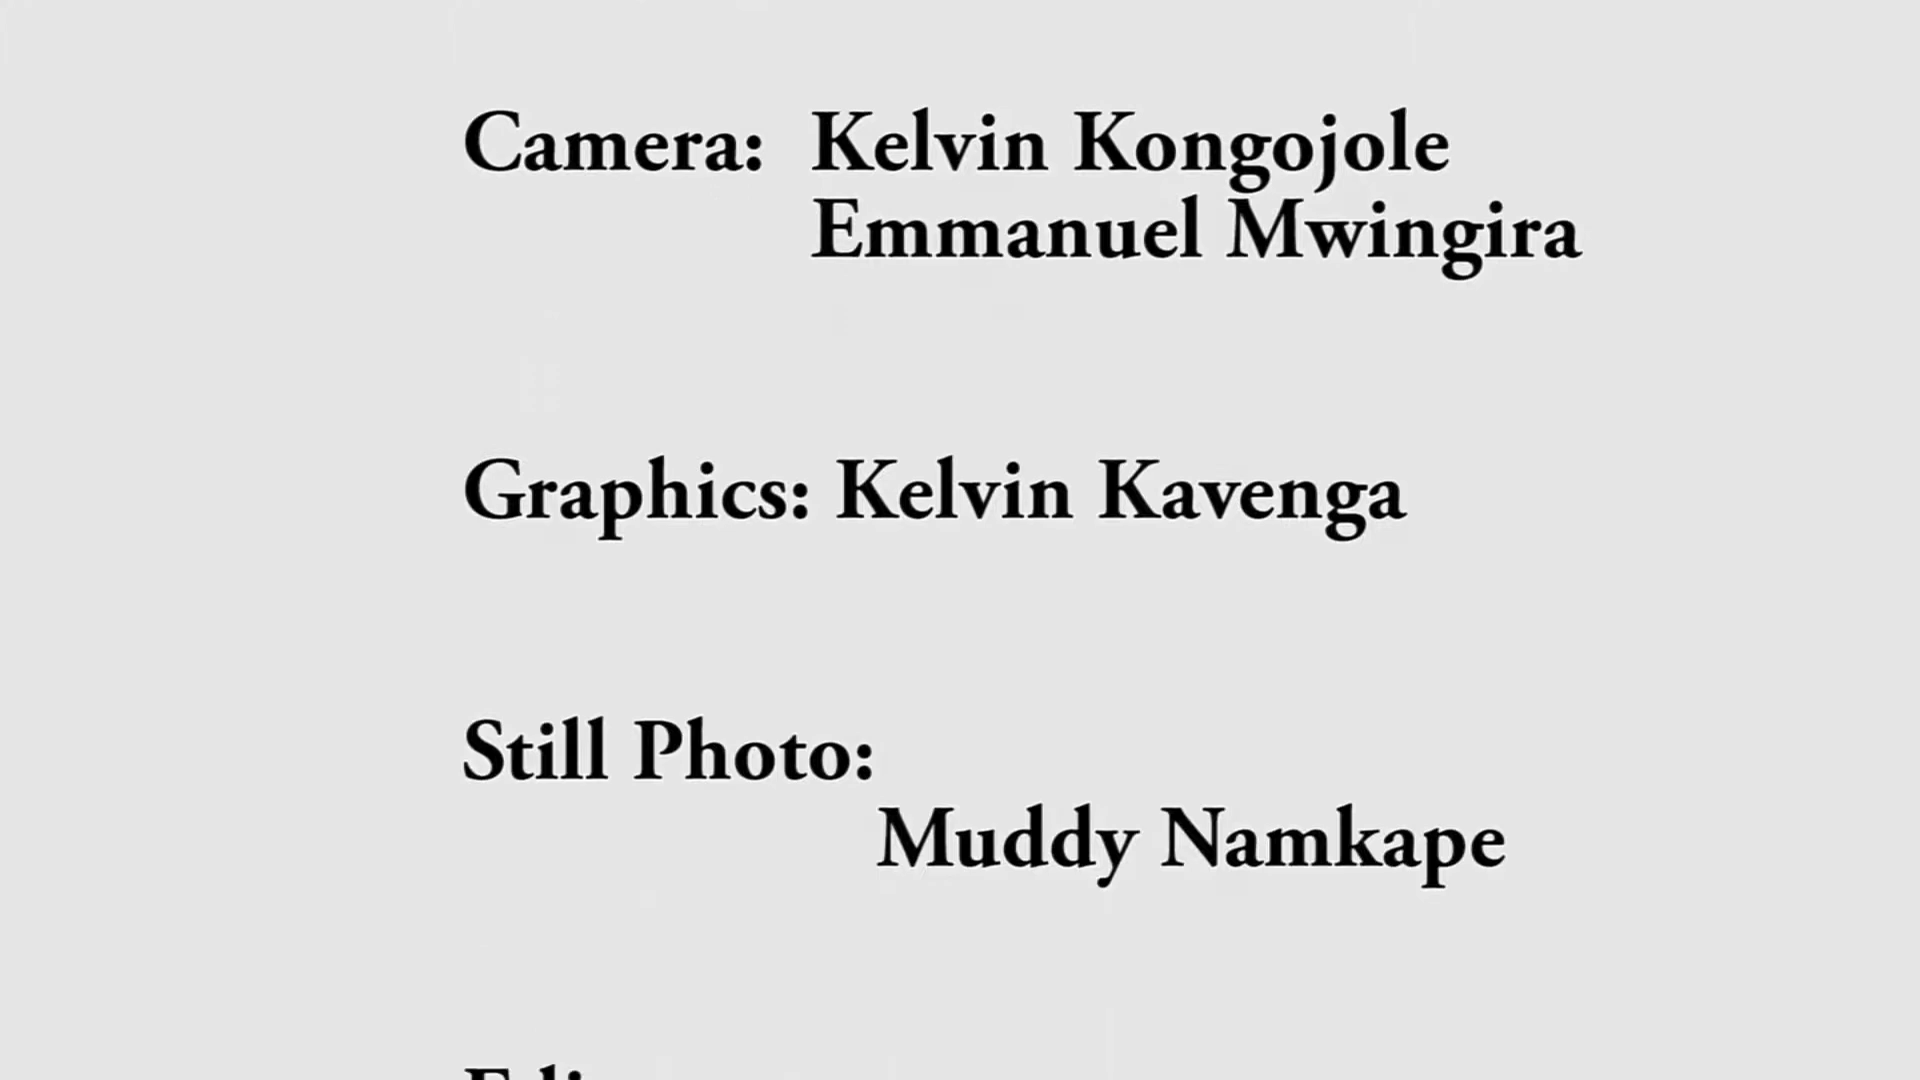 Camera: Kelvin Kongojole
Emmanuel Mwingira
Graphics: Kelvin Kavenga
Still Photo:
Muddy Namkape